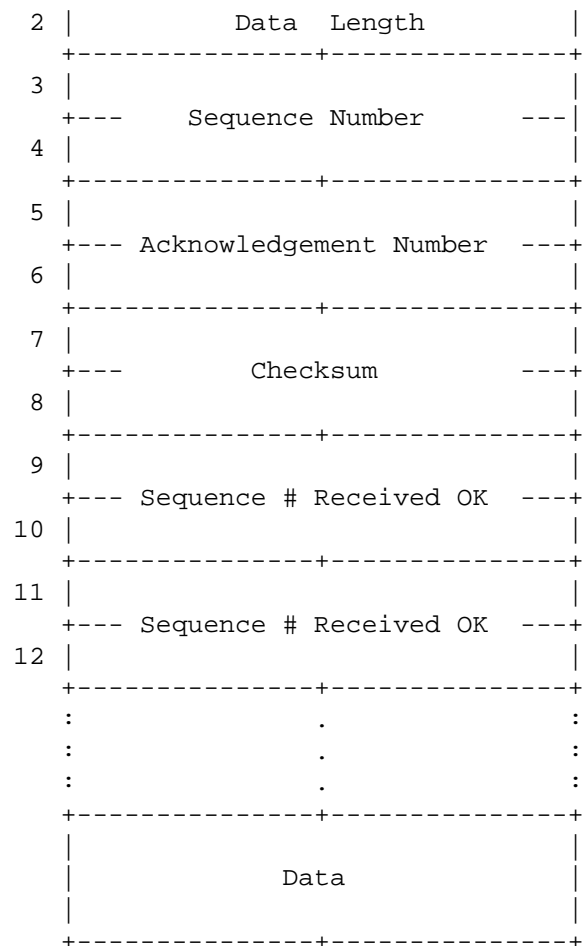 2 | Data Length |
+---------------+---------------+
3 | |
+--- Sequence Number ---|
4 | |
+---------------+---------------+
5 | |
+--- Acknowledgement Number ---+
6 | |
+---------------+---------------+
7 | |
+--- Checksum ---+
8 | |
+---------------+---------------+
9 | |
+--- Sequence # Received OK ---+
10 | |
+---------------+---------------+
11 | |
+--- Sequence # Received OK ---+
12 | |
+---------------+---------------+
: . :
: . :
: . :
+---------------+---------------+
| |
| Data |
| |
+---------------+---------------+